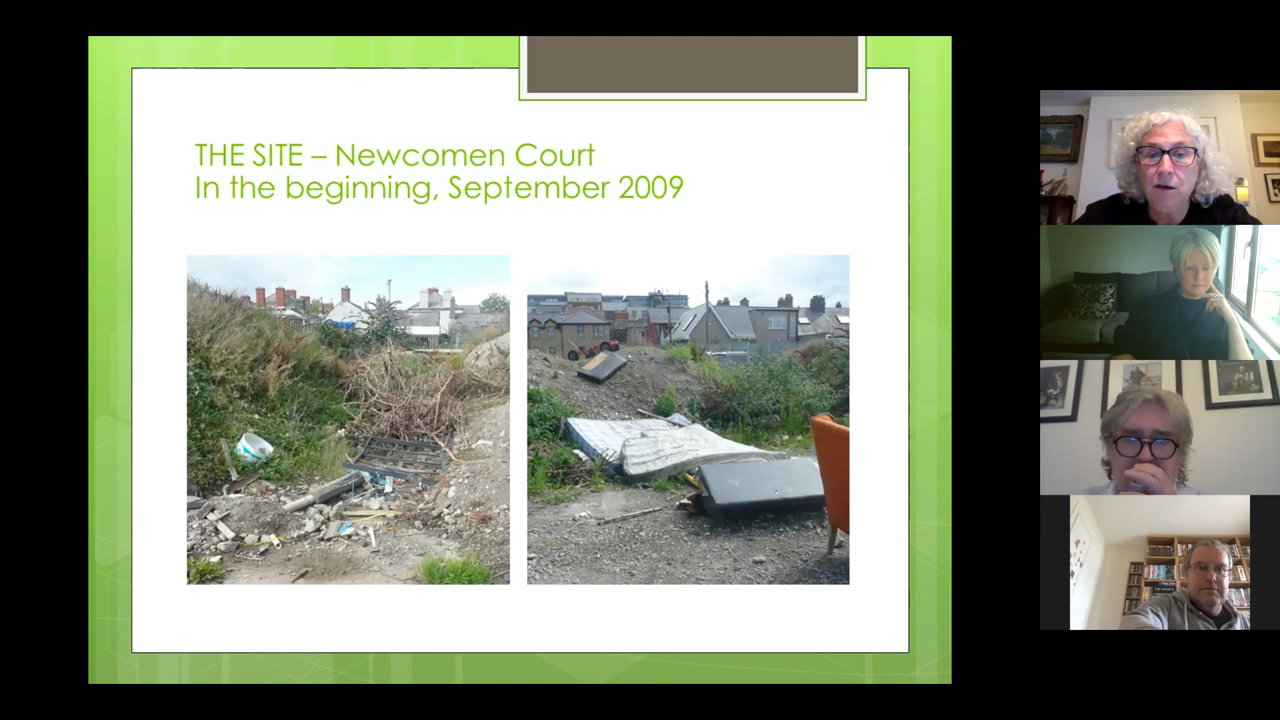 THE SITE – Newcomen Court
In the beginning, September 2009